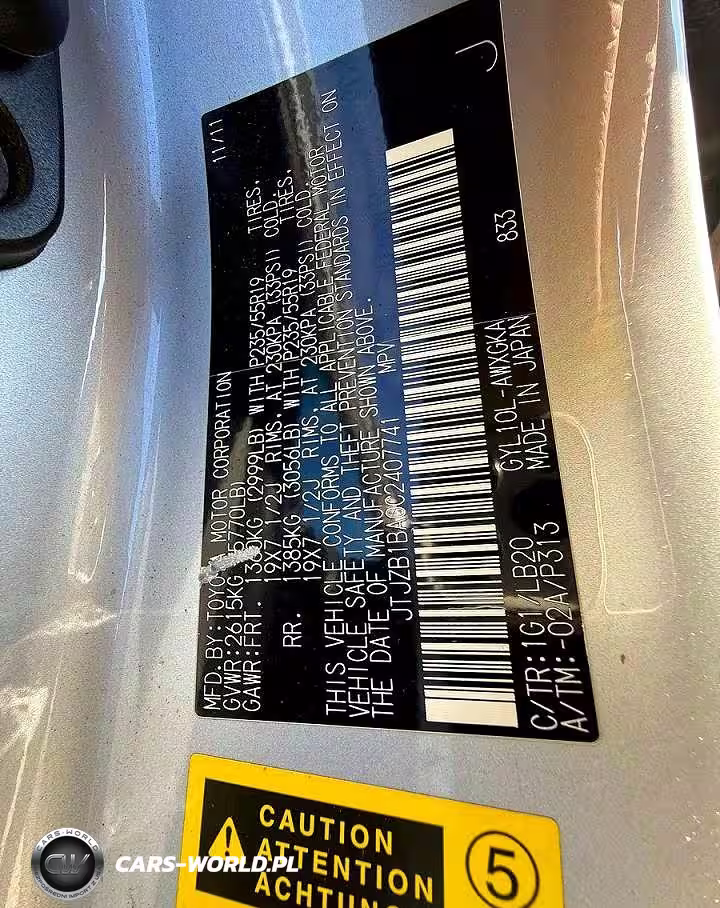 11/11
MFD. BY: TOYOTA MOTOR CORPORATION
GVWR: 2615KG (5770LB)
GAWR: FRT. 1360KG (2999LB) WITH P235/55R19 TIRES,
19X7 1/2J RIMS, AT 230KPA (33PSI) COLD.
RR. 1385KG (3056LB) WITH P235/55R19 TIRES,
19X7 1/2J RIMS, AT 230KPA (33PSI) COLD.
THIS VEHICLE CONFORMS TO ALL APPLICABLE FEDERAL MOTOR
VEHICLE SAFETY AND THEFT PREVENTION STANDARDS IN EFFECT ON
THE DATE OF MANUFACTURE SHOWN ABOVE.
MPV
J
833
C/TR: LB20 GYL10L-AWXGKA
A/TM: -02A/P313 MADE IN JAPAN
CAUTION
ATTENTION
ACHTUNG
5
CARS-WORLD
CW
CARS-WORLD.PL